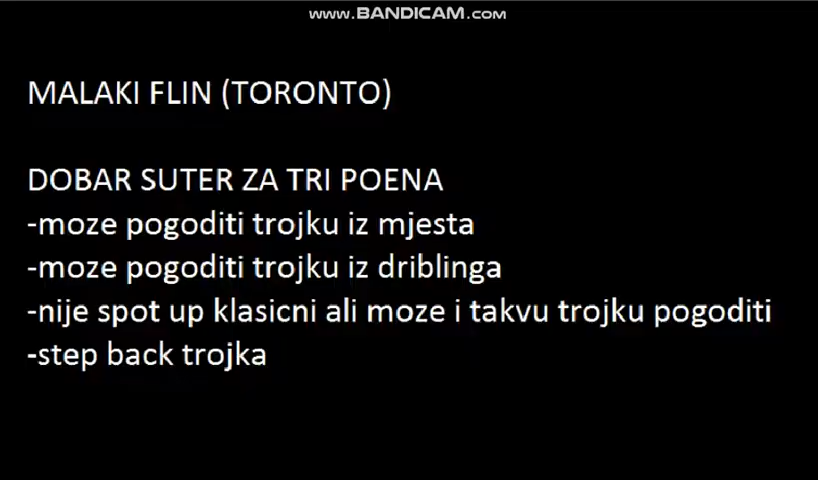 www.BANDICAM.com
MALAKI FLIN (TORONTO)
DOBAR SUTER ZA TRI POENA
-moze pogoditi trojku iz mjesta
-moze pogoditi trojku iz driblinga
-nije spot up klasicni ali moze i takvu trojku pogoditi
-step back trojka